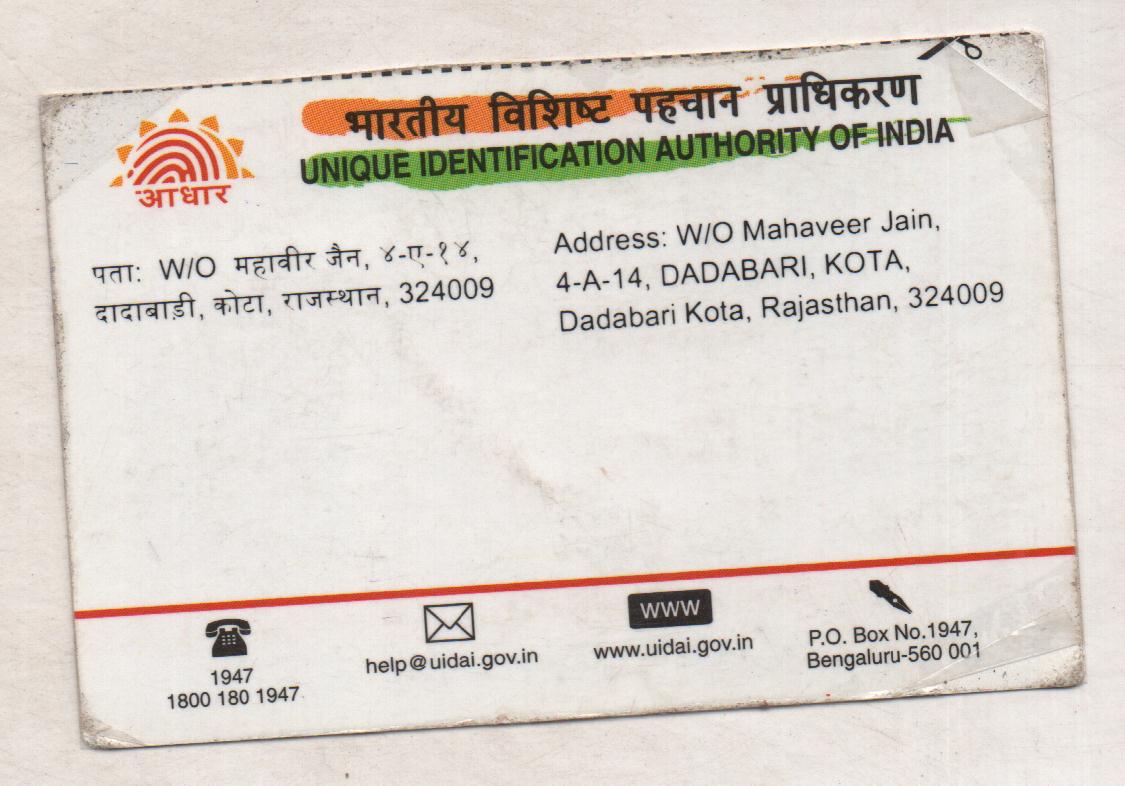 भारतीय विशिष्ट पहचान प्राधिकरण
UNIQUE IDENTIFICATION AUTHORITY OF INDIA
आधार
पता: W/O महावीर जैन, ४-ए-१४,
दादाबाड़ी, कोटा, राजस्थान, 324009
Address: W/O Mahaveer Jain,
4-A-14, DADABARI, KOTA,
Dadabari Kota, Rajasthan, 324009
1947
1800 180 1947
help@uidai.gov.in
WWW
www.uidai.gov.in
P.O. Box No.1947,
Bengaluru-560 001